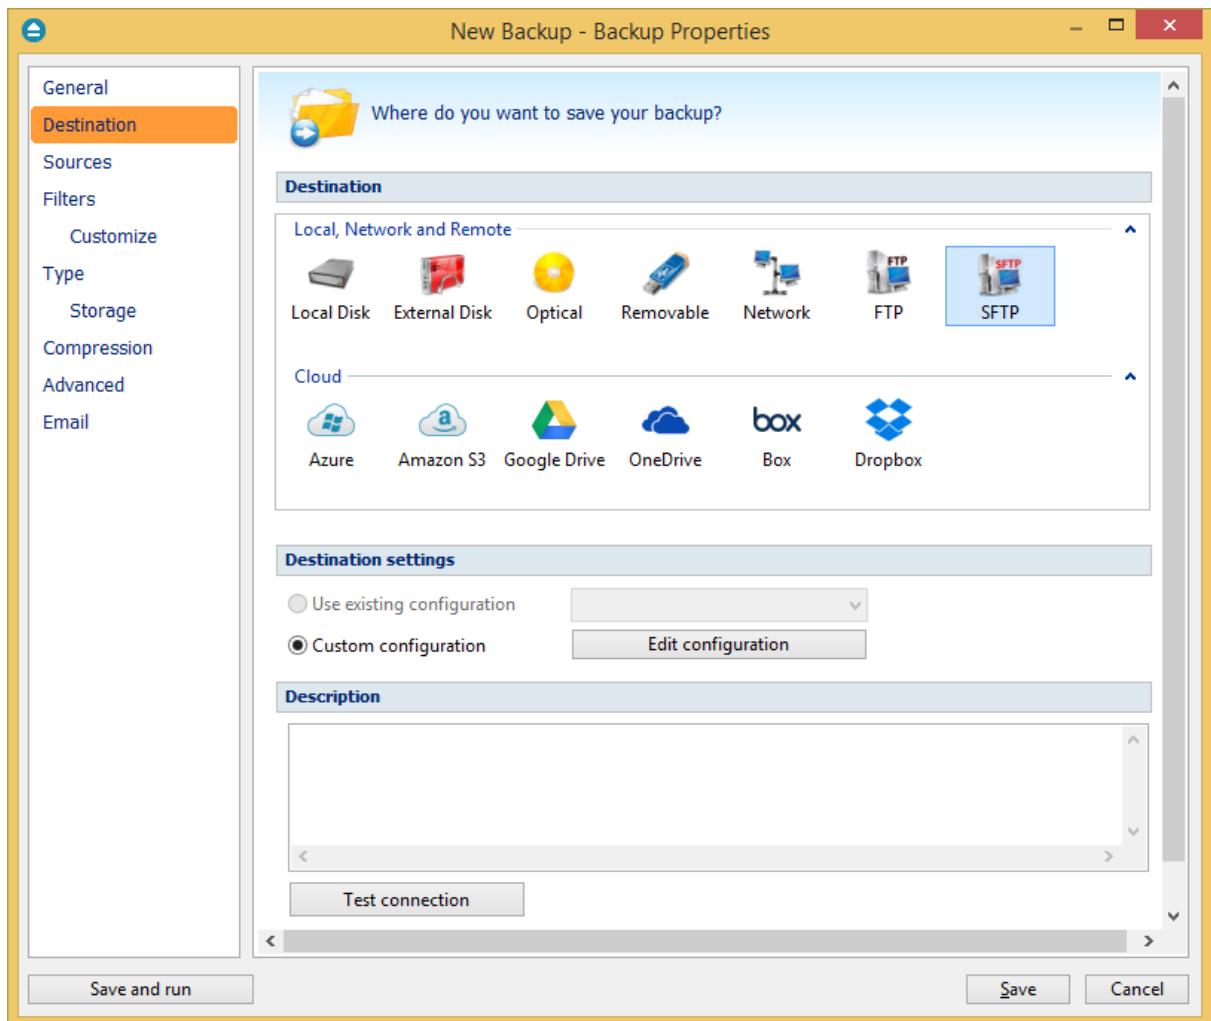 New Backup - Backup Properties
General
Destination
Sources
Filters
Customize
Type
Storage
Compression
Advanced
Email
Where do you want to save your backup?
Destination
Local, Network and Remote
FTP SFTP
Local Disk External Disk Optical Removable Network FTP SFTP
Cloud
a box
Azure Amazon S3 Google Drive OneDrive Box Dropbox
Destination settings
Use existing configuration
Custom configuration Edit configuration
Description
Test connection
Save and run Save Cancel